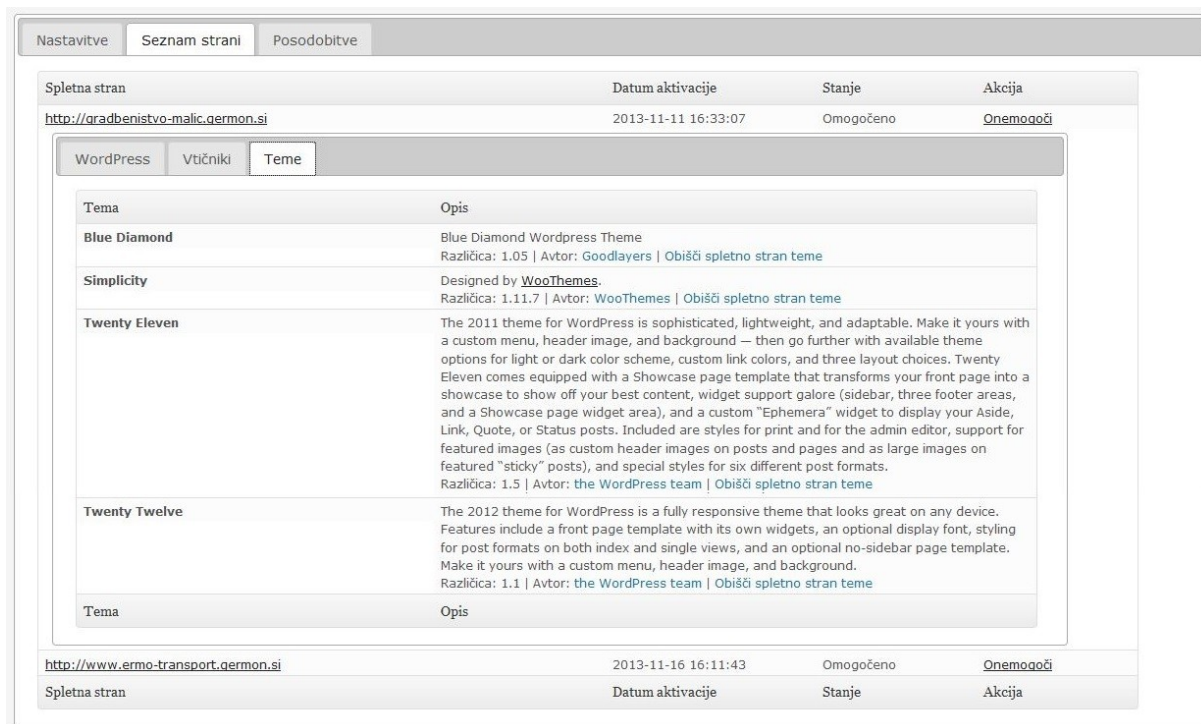 Nastavitve Seznam strani Posodobitve
Spletna stran Datum aktivacije Stanje Akcija
http://gradbenistvo-malic.germon.si 2013-11-11 16:33:07 Omogočeno Onemogoči
WordPress Vtičniki Teme
Tema Opis
Blue Diamond Blue Diamond Wordpress Theme
Različica: 1.05 | Avtor: Goodlayers | Obišči spletno stran teme
Simplicity Designed by WooThemes.
Različica: 1.11.7 | Avtor: WooThemes | Obišči spletno stran teme
Twenty Eleven The 2011 theme for WordPress is sophisticated, lightweight, and adaptable. Make it yours with
a custom menu, header image, and background — then go further with available theme
options for light or dark color scheme, custom link colors, and three layout choices. Twenty
Eleven comes equipped with a Showcase page template that transforms your front page into a
showcase to show off your best content, widget support galore (sidebar, three footer areas,
and a Showcase page widget area), and a custom “Ephemera” widget to display your Aside,
Link, Quote, or Status posts. Included are styles for print and for the admin editor, support for
featured images (as custom header images on posts and pages and as large images on
featured “sticky” posts), and special styles for six different post formats.
Različica: 1.5 | Avtor: the WordPress team | Obišči spletno stran teme
Twenty Twelve The 2012 theme for WordPress is a fully responsive theme that looks great on any device.
Features include a front page template with its own widgets, an optional display font, styling
for post formats on both index and single views, and an optional no-sidebar page template.
Make it yours with a custom menu, header image, and background.
Različica: 1.1 | Avtor: the WordPress team | Obišči spletno stran teme
Tema Opis
http://www.ermo-transport.germon.si 2013-11-16 16:11:43 Omogočeno Onemogoči
Spletna stran Datum aktivacije Stanje Akcija